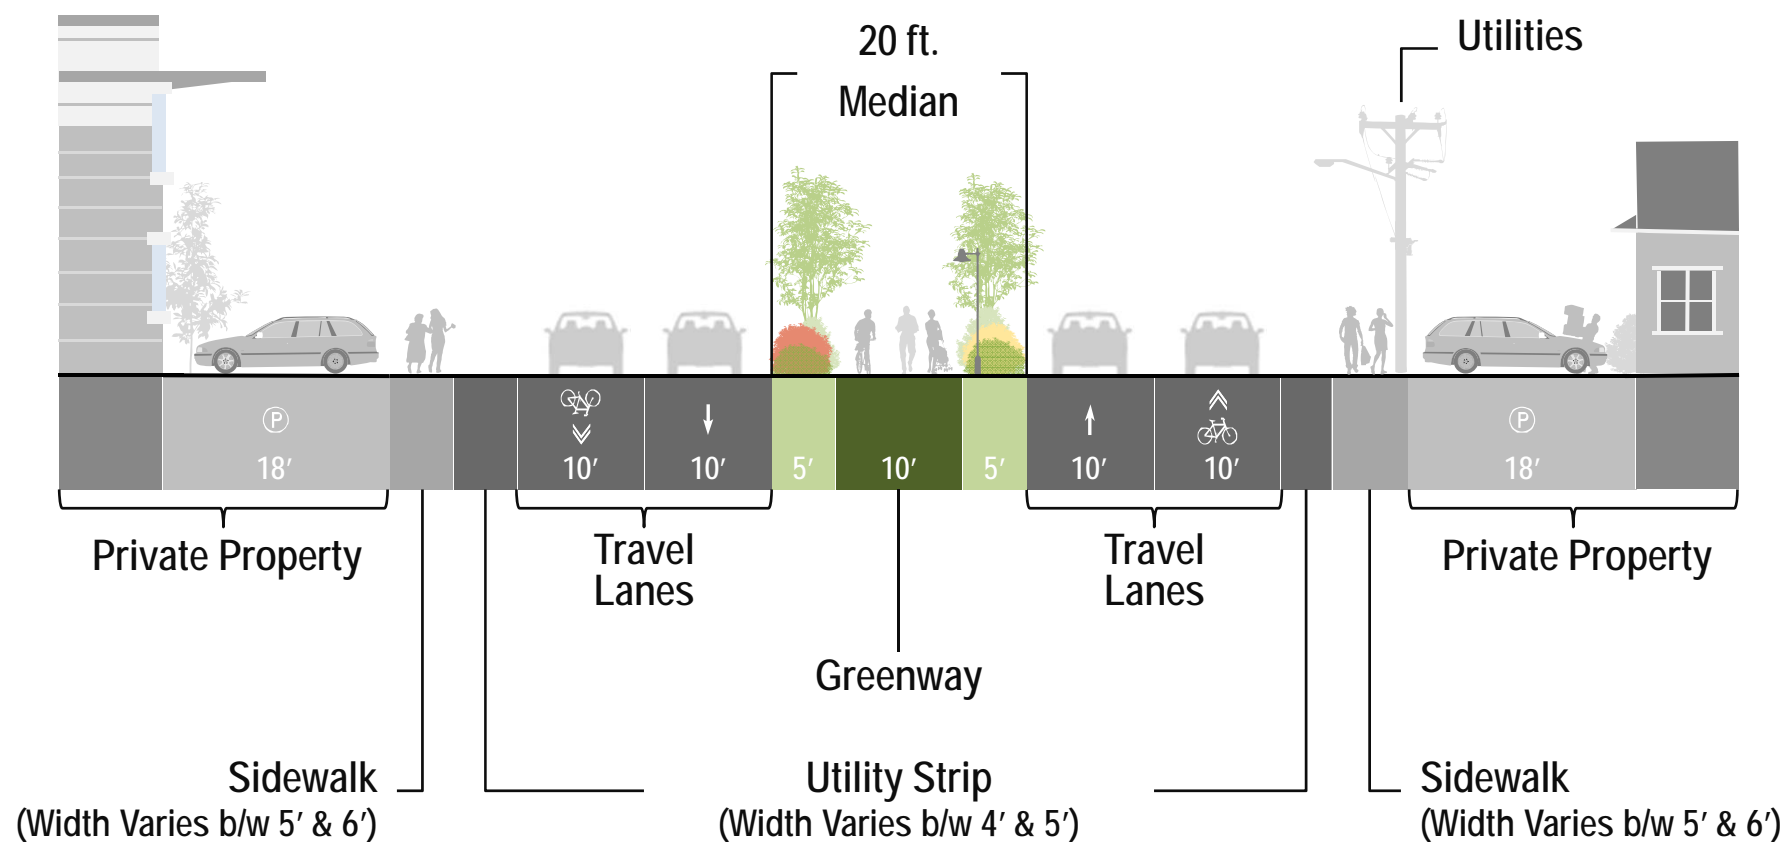 20 ft.
Median
Utilities
P
18′
10′
10′
5′
10′
5′
10′
10′
P
18′
Private Property
Travel
Lanes
Travel
Lanes
Private Property
Greenway
Sidewalk
(Width Varies b/w 5′ & 6′)
Utility Strip
(Width Varies b/w 4′ & 5′)
Sidewalk
(Width Varies b/w 5′ & 6′)